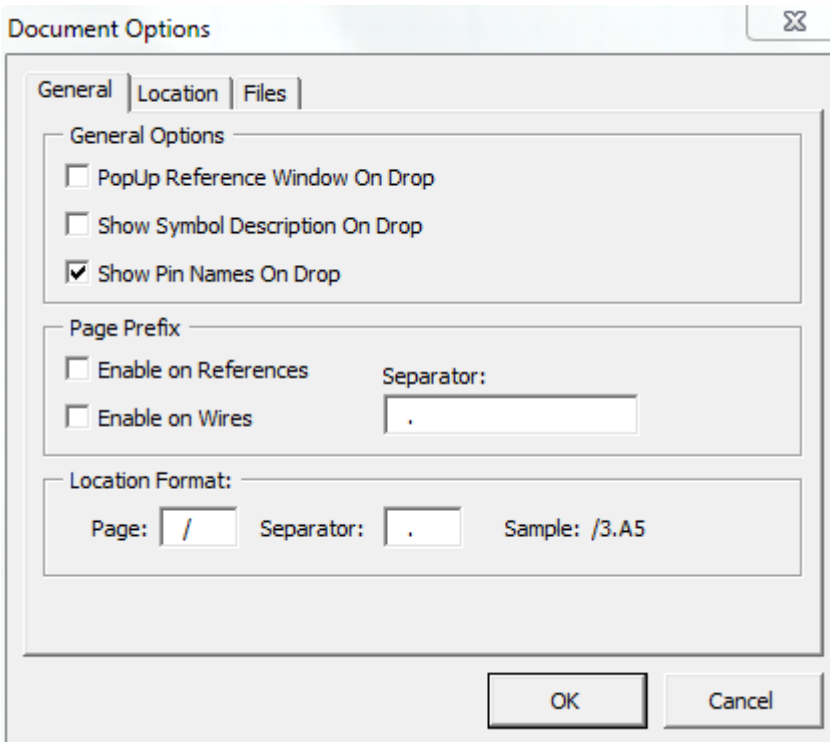 Document Options
General Location Files
General Options
PopUp Reference Window On Drop
Show Symbol Description On Drop
Show Pin Names On Drop
Page Prefix
Enable on References
Separator:
Enable on Wires
.
Location Format:
Page: / Separator: . Sample: /3.A5
OK Cancel